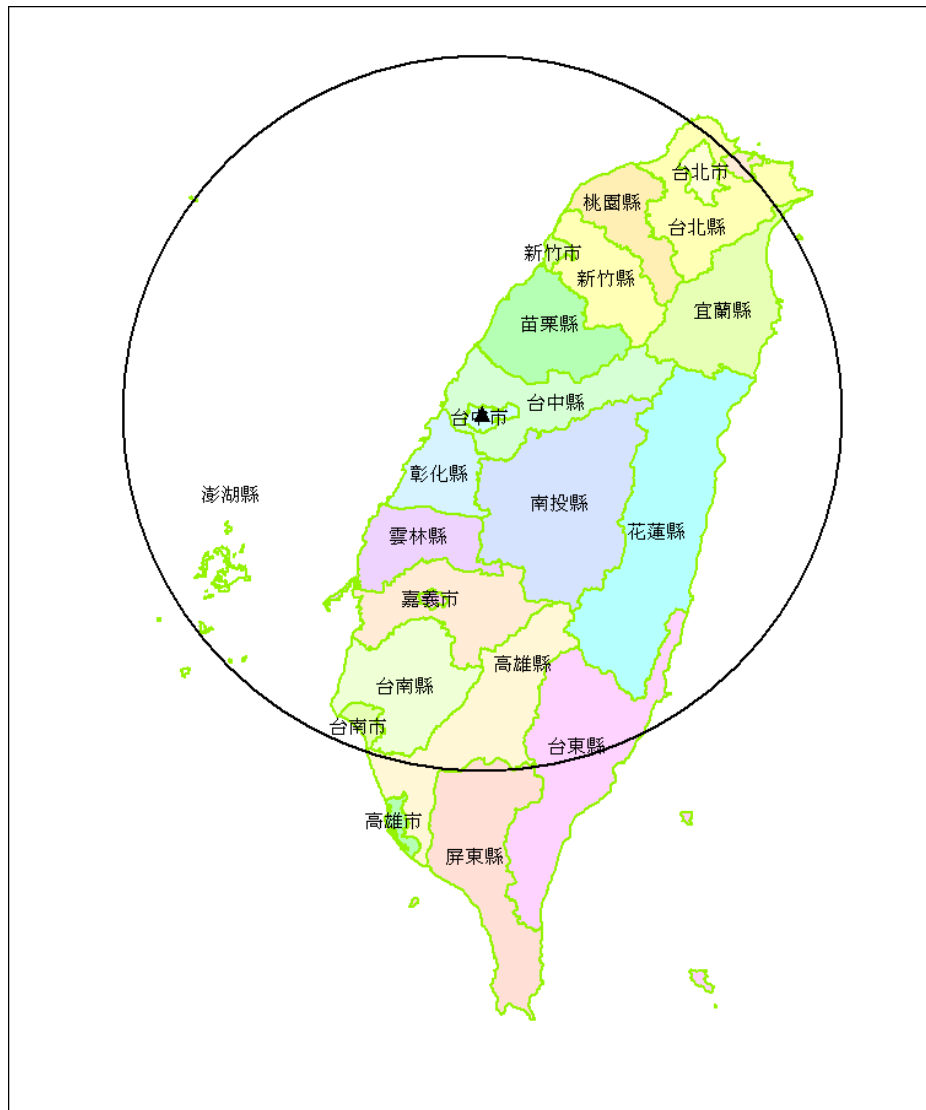 台北市
桃園縣
台北縣
新竹市
新竹縣
宜蘭縣
苗栗縣
台中縣
台中市
彰化縣
澎湖縣
南投縣
花蓮縣
雲林縣
嘉義市
高雄縣
台南縣
台南市
台東縣
高雄市
屏東縣